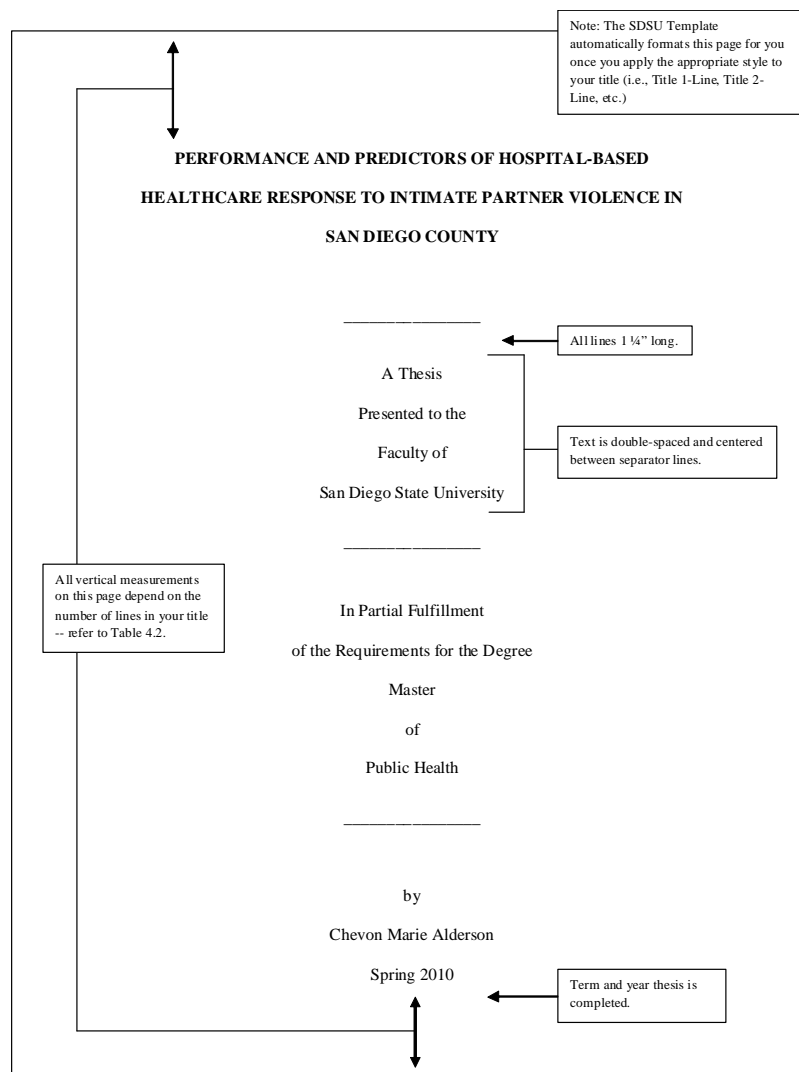 Note: The SDSU Template
automatically formats this page for you
once you apply the appropriate style to
your title (i.e., Title 1-Line, Title 2-
Line, etc.)
PERFORMANCE AND PREDICTORS OF HOSPITAL-BASED
HEALTHCARE RESPONSE TO INTIMATE PARTNER VIOLENCE IN
SAN DIEGO COUNTY
All lines 1 ¼” long.
A Thesis
Presented to the
Faculty of
San Diego State University
Text is double-spaced and centered
between separator lines.
All vertical measurements
on this page depend on the
number of lines in your title
-- refer to Table 4.2.
In Partial Fulfillment
of the Requirements for the Degree
Master
of
Public Health
by
Chevon Marie Alderson
Spring 2010
Term and year thesis is
completed.